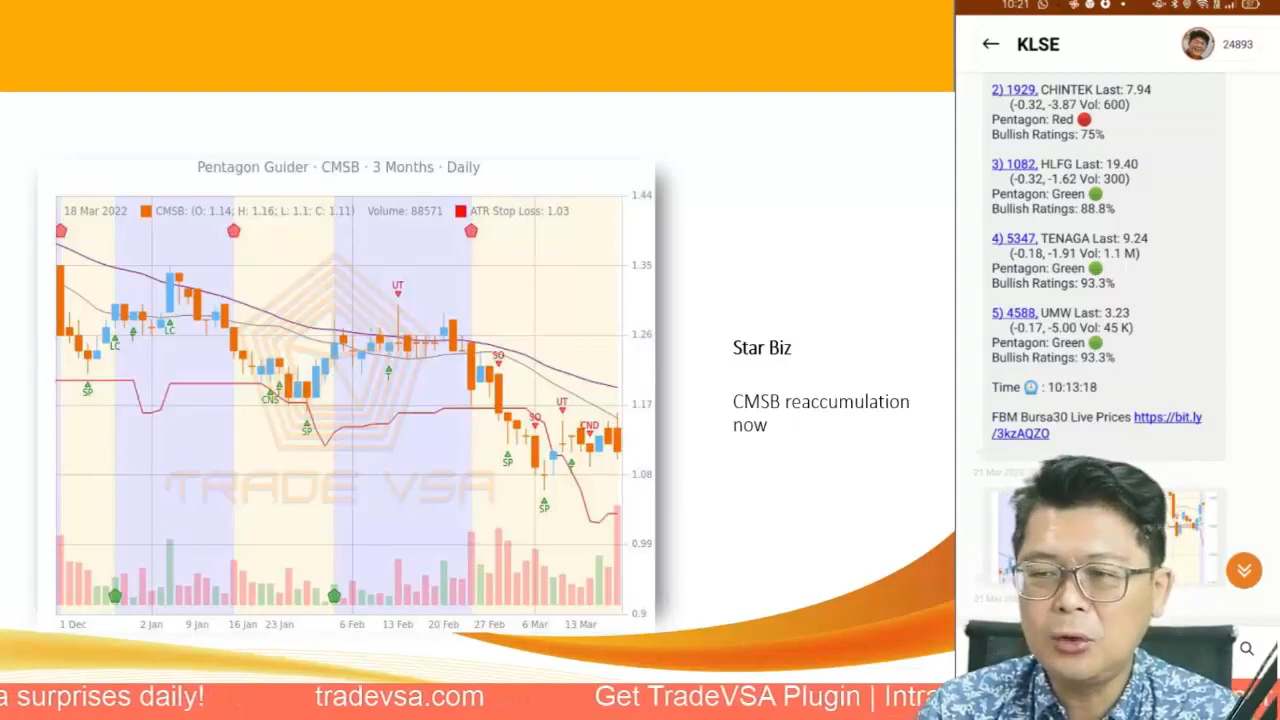 Pentagon Guider · CMSB · 3 Months · Daily
18 Mar 2022 CMSB: (O: 1.14; H: 1.16; L: 1.1; C: 1.11) Volume: 88571 ATR Stop Loss: 1.03
1.44
1.35
1.26
1.17
1.08
0.99
0.9
UT
LC
T
LC
SP
CNS
SP
T
SO
SO
UT
CND
SP
SP
TRADE VSA
1 Dec
2 Jan
9 Jan
16 Jan
23 Jan
6 Feb
13 Feb
20 Feb
27 Feb
6 Mar
13 Mar
Star Biz
CMSB reaccumulation
now
10:21
KLSE
24893
2) 1929, CHINTEK Last: 7.94
(-0.32, -3.87 Vol: 600)
Pentagon: Red
Bullish Ratings: 75%
3) 1082, HLFG Last: 19.40
(-0.32, -1.62 Vol: 300)
Pentagon: Green
Bullish Ratings: 88.8%
4) 5347, TENAGA Last: 9.24
(-0.18, -1.91 Vol: 1.1 M)
Pentagon: Green
Bullish Ratings: 93.3%
5) 4588, UMW Last: 3.23
(-0.17, -5.00 Vol: 45 K)
Pentagon: Green
Bullish Ratings: 93.3%
Time : 10:13:18
FBM Bursa30 Live Prices https://bit.ly
/3kzAQZO
21 Mar 2022
21 Mar
a surprises daily! tradevsa.com Get TradeVSA Plugin | Intra